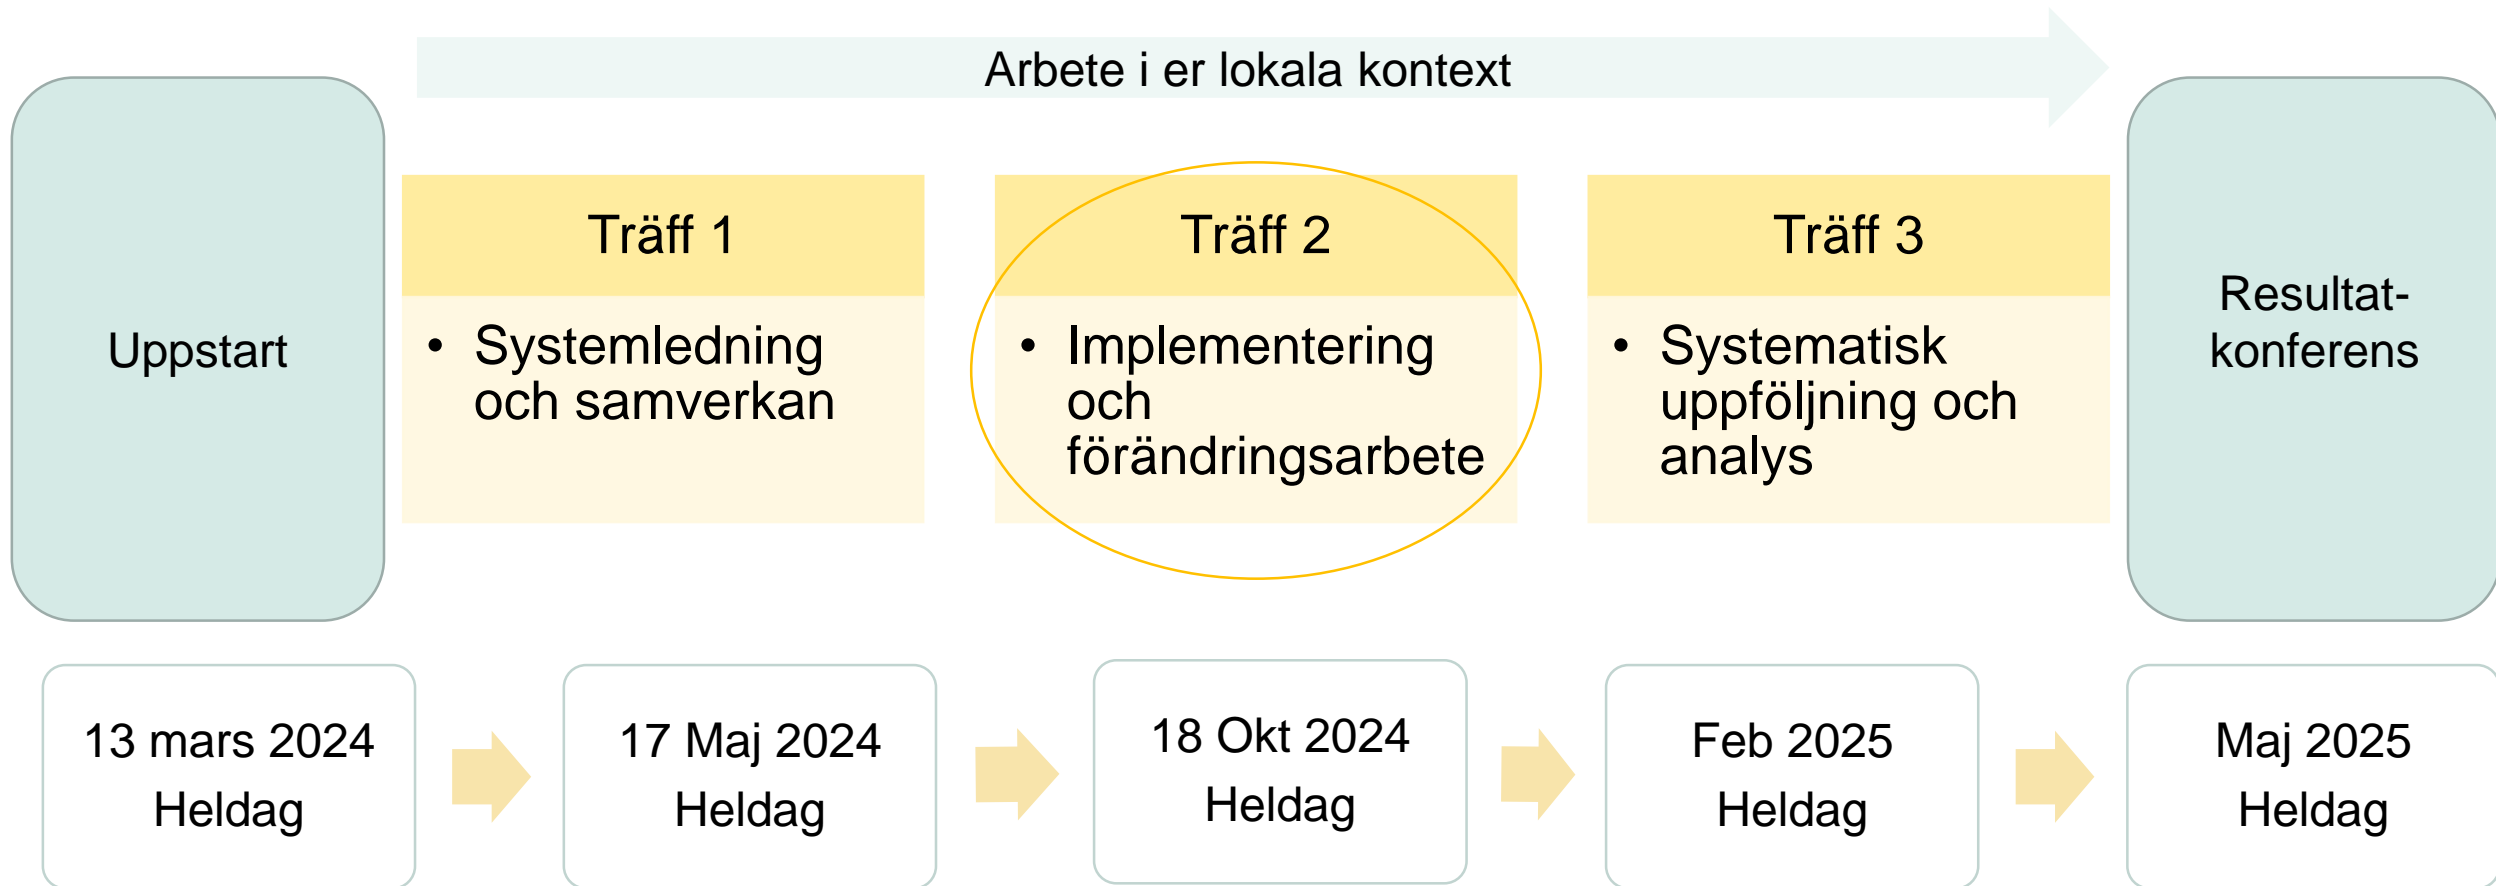 Arbete i er lokala kontext
Uppstart
Träff 1
• Systemledning
och samverkan
Träff 2
• Implementering
och
förändringsarbete
Träff 3
• Systematisk
uppföljning och
analys
Resultat-
konferens
13 mars 2024
Heldag
17 Maj 2024
Heldag
18 Okt 2024
Heldag
Feb 2025
Heldag
Maj 2025
Heldag